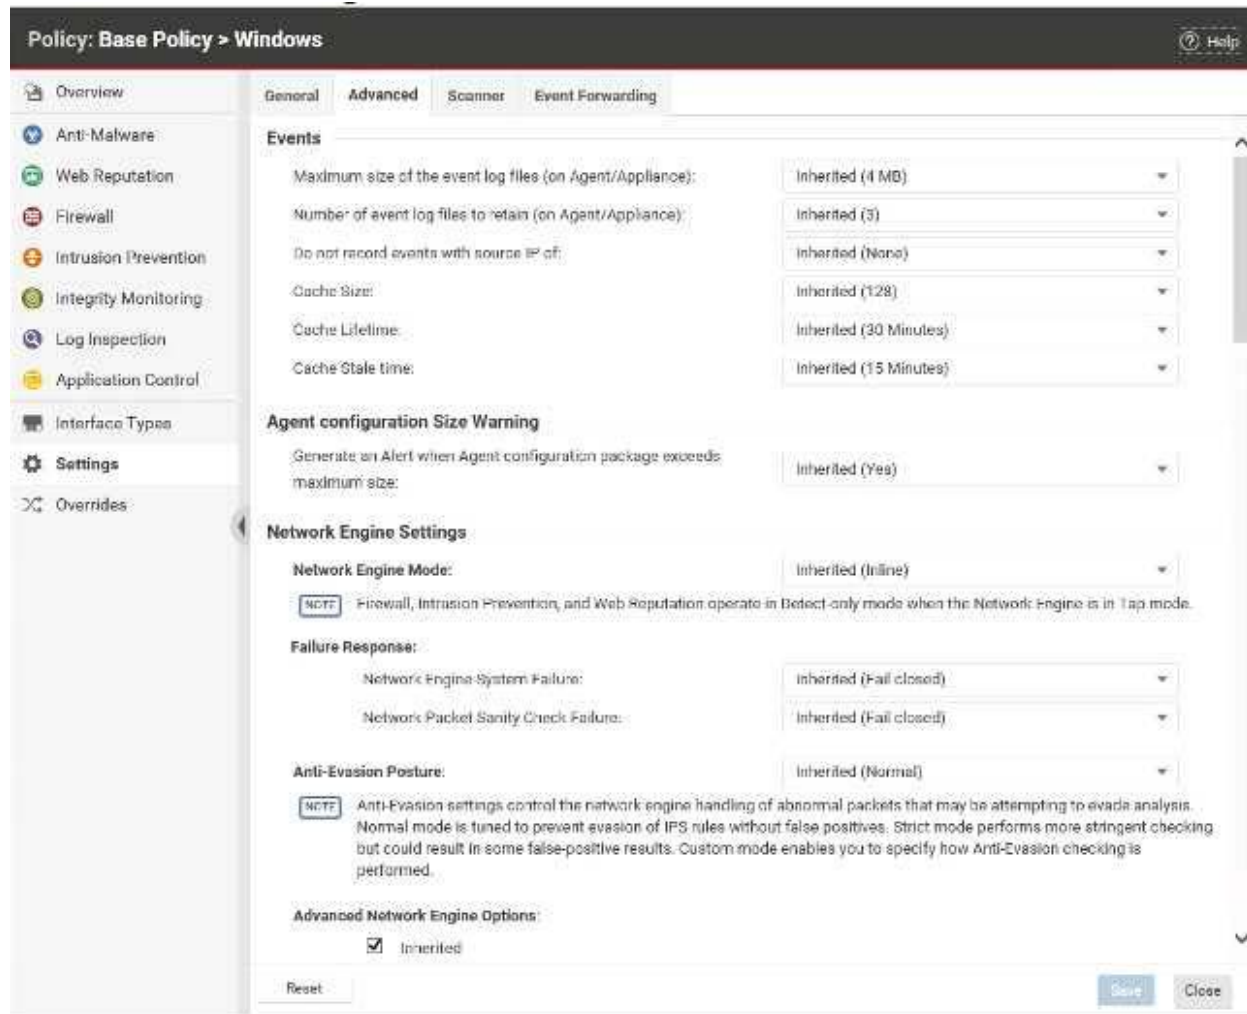 Policy: Base Policy > Windows
Help
Overview
Anti-Malware
Web Reputation
Firewall
Intrusion Prevention
Integrity Monitoring
Log Inspection
Application Control
Interface Types
Settings
Overrides
General Advanced Scanner Event Forwarding
Events
Maximum size of the event log files (on Agent/Appliance): Inherited (4 MB)
Number of event log files to retain (on Agent/Appliance): Inherited (3)
Do not record events with source IP of: Inherited (None)
Cache Size: Inherited (128)
Cache Lifetime: Inherited (30 Minutes)
Cache Stale time: Inherited (15 Minutes)
Agent configuration Size Warning
Generate an Alert when Agent configuration package exceeds
maximum size: Inherited (Yes)
Network Engine Settings
Network Engine Mode: Inherited (Inline)
NOTE Firewall, Intrusion Prevention, and Web Reputation operate in Detect-only mode when the Network Engine is in Tap mode.
Failure Response:
Network Engine System Failure: Inherited (Fail closed)
Network Packet Sanity Check Failure: Inherited (Fail closed)
Anti-Evasion Posture: Inherited (Normal)
NOTE Anti-Evasion settings control the network engine handling of abnormal packets that may be attempting to evade analysis.
Normal mode is tuned to prevent evasion of IPS rules without false positives. Strict mode performs more stringent checking
but could result in some false-positive results. Custom mode enables you to specify how Anti-Evasion checking is
performed.
Advanced Network Engine Options:
Inherited
Reset Save Close